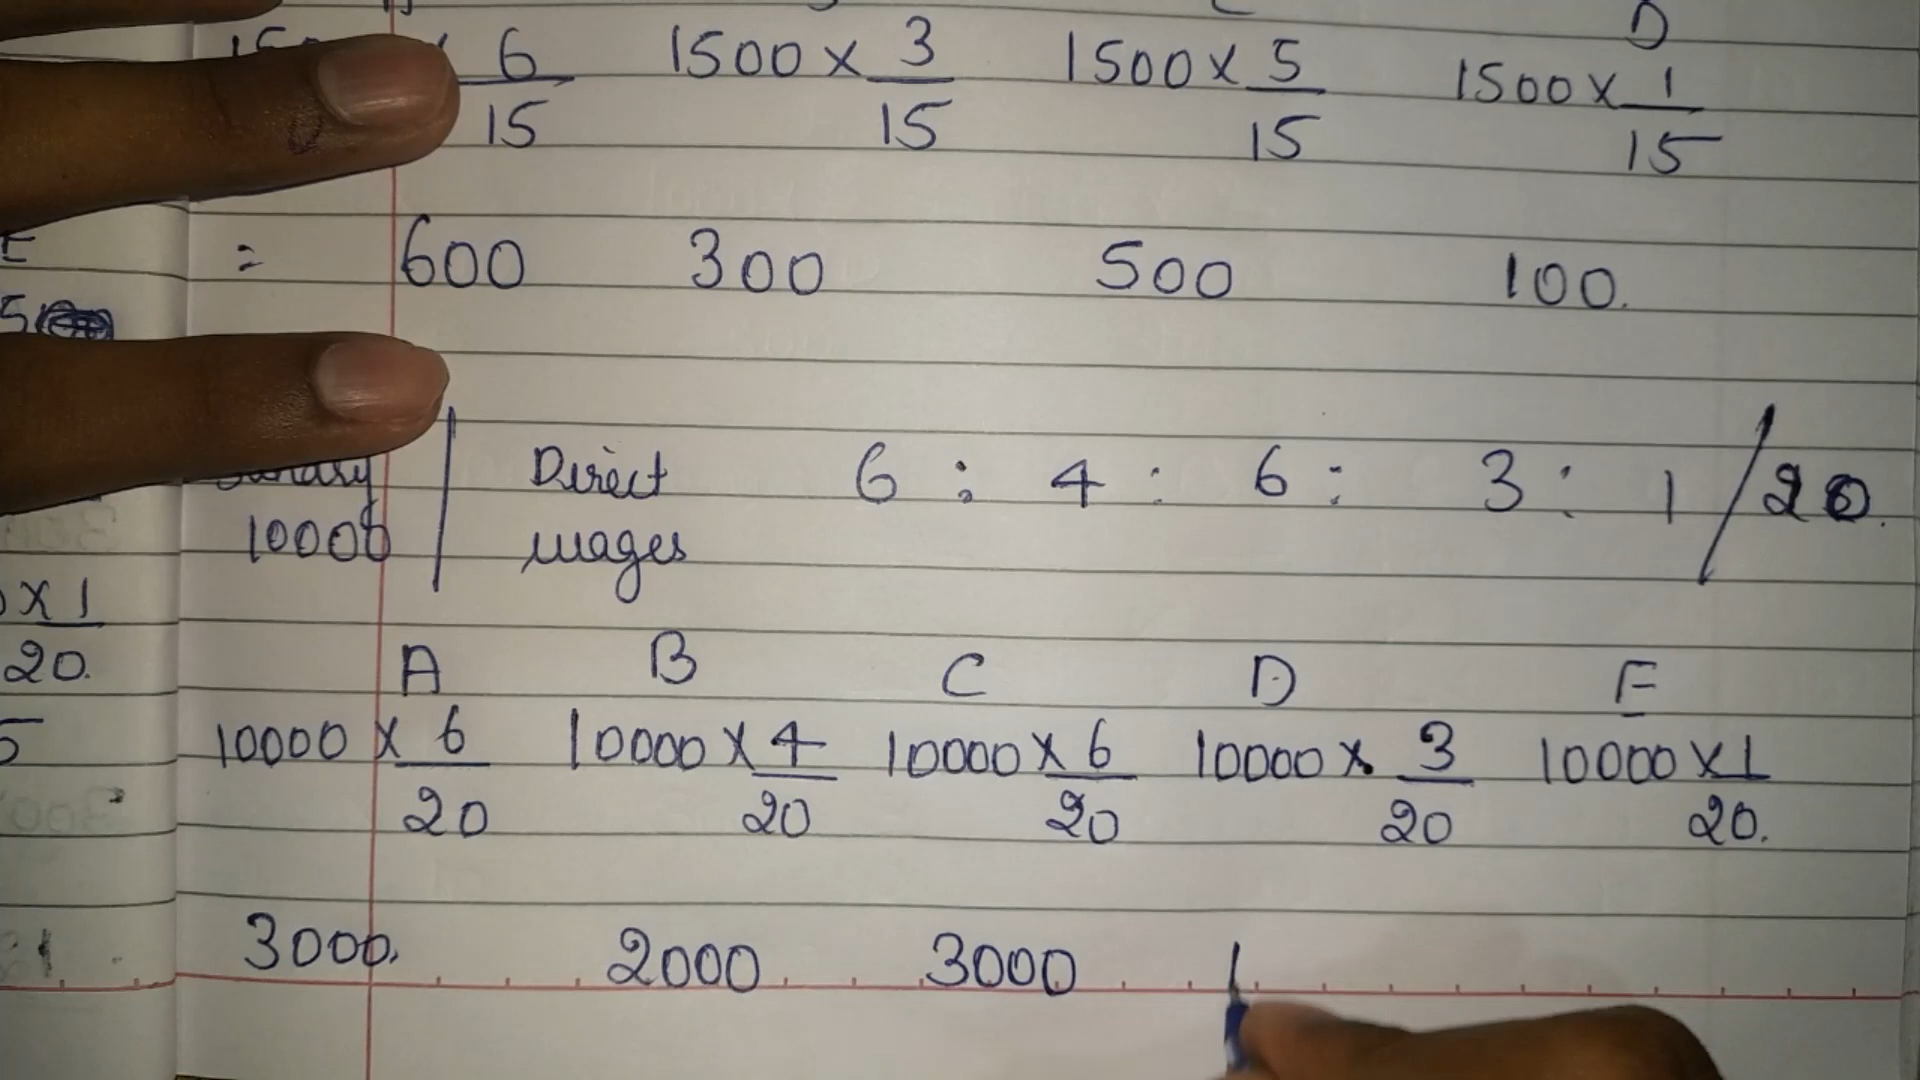 D
6 1500 × 3 1500 × 5 1500 × 1
15 15 15 15
= 600 300 500 100.
Direct 6 : 4 : 6 : 3 : 1 / 20.
10000 wages
× 1
20.
A B C D E
10000 × 6 10000 × 4 10000 × 6 10000 × 3 10000 × 1
20 20 20 20 20.
3000. 2000 3000 1